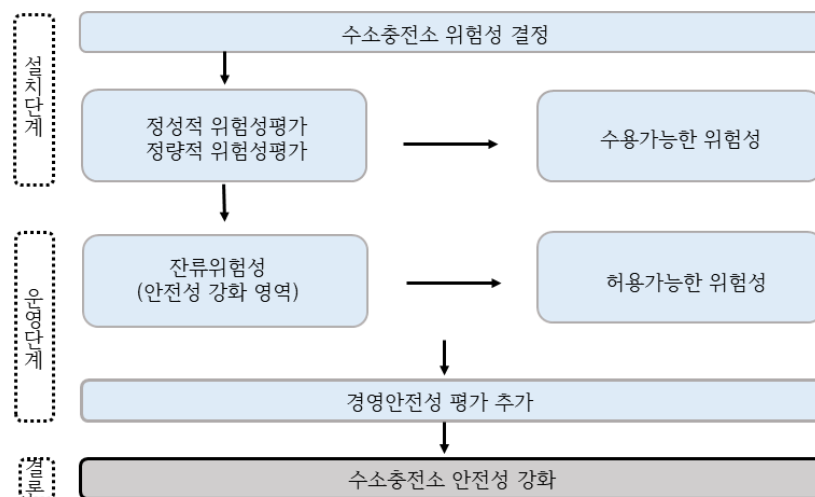 설치단계
수소충전소 위험성 결정
정성적 위험성평가
정량적 위험성평가
수용가능한 위험성
운영단계
잔류위험성
(안전성 강화 영역)
허용가능한 위험성
경영안전성 평가 추가
결론
수소충전소 안전성 강화